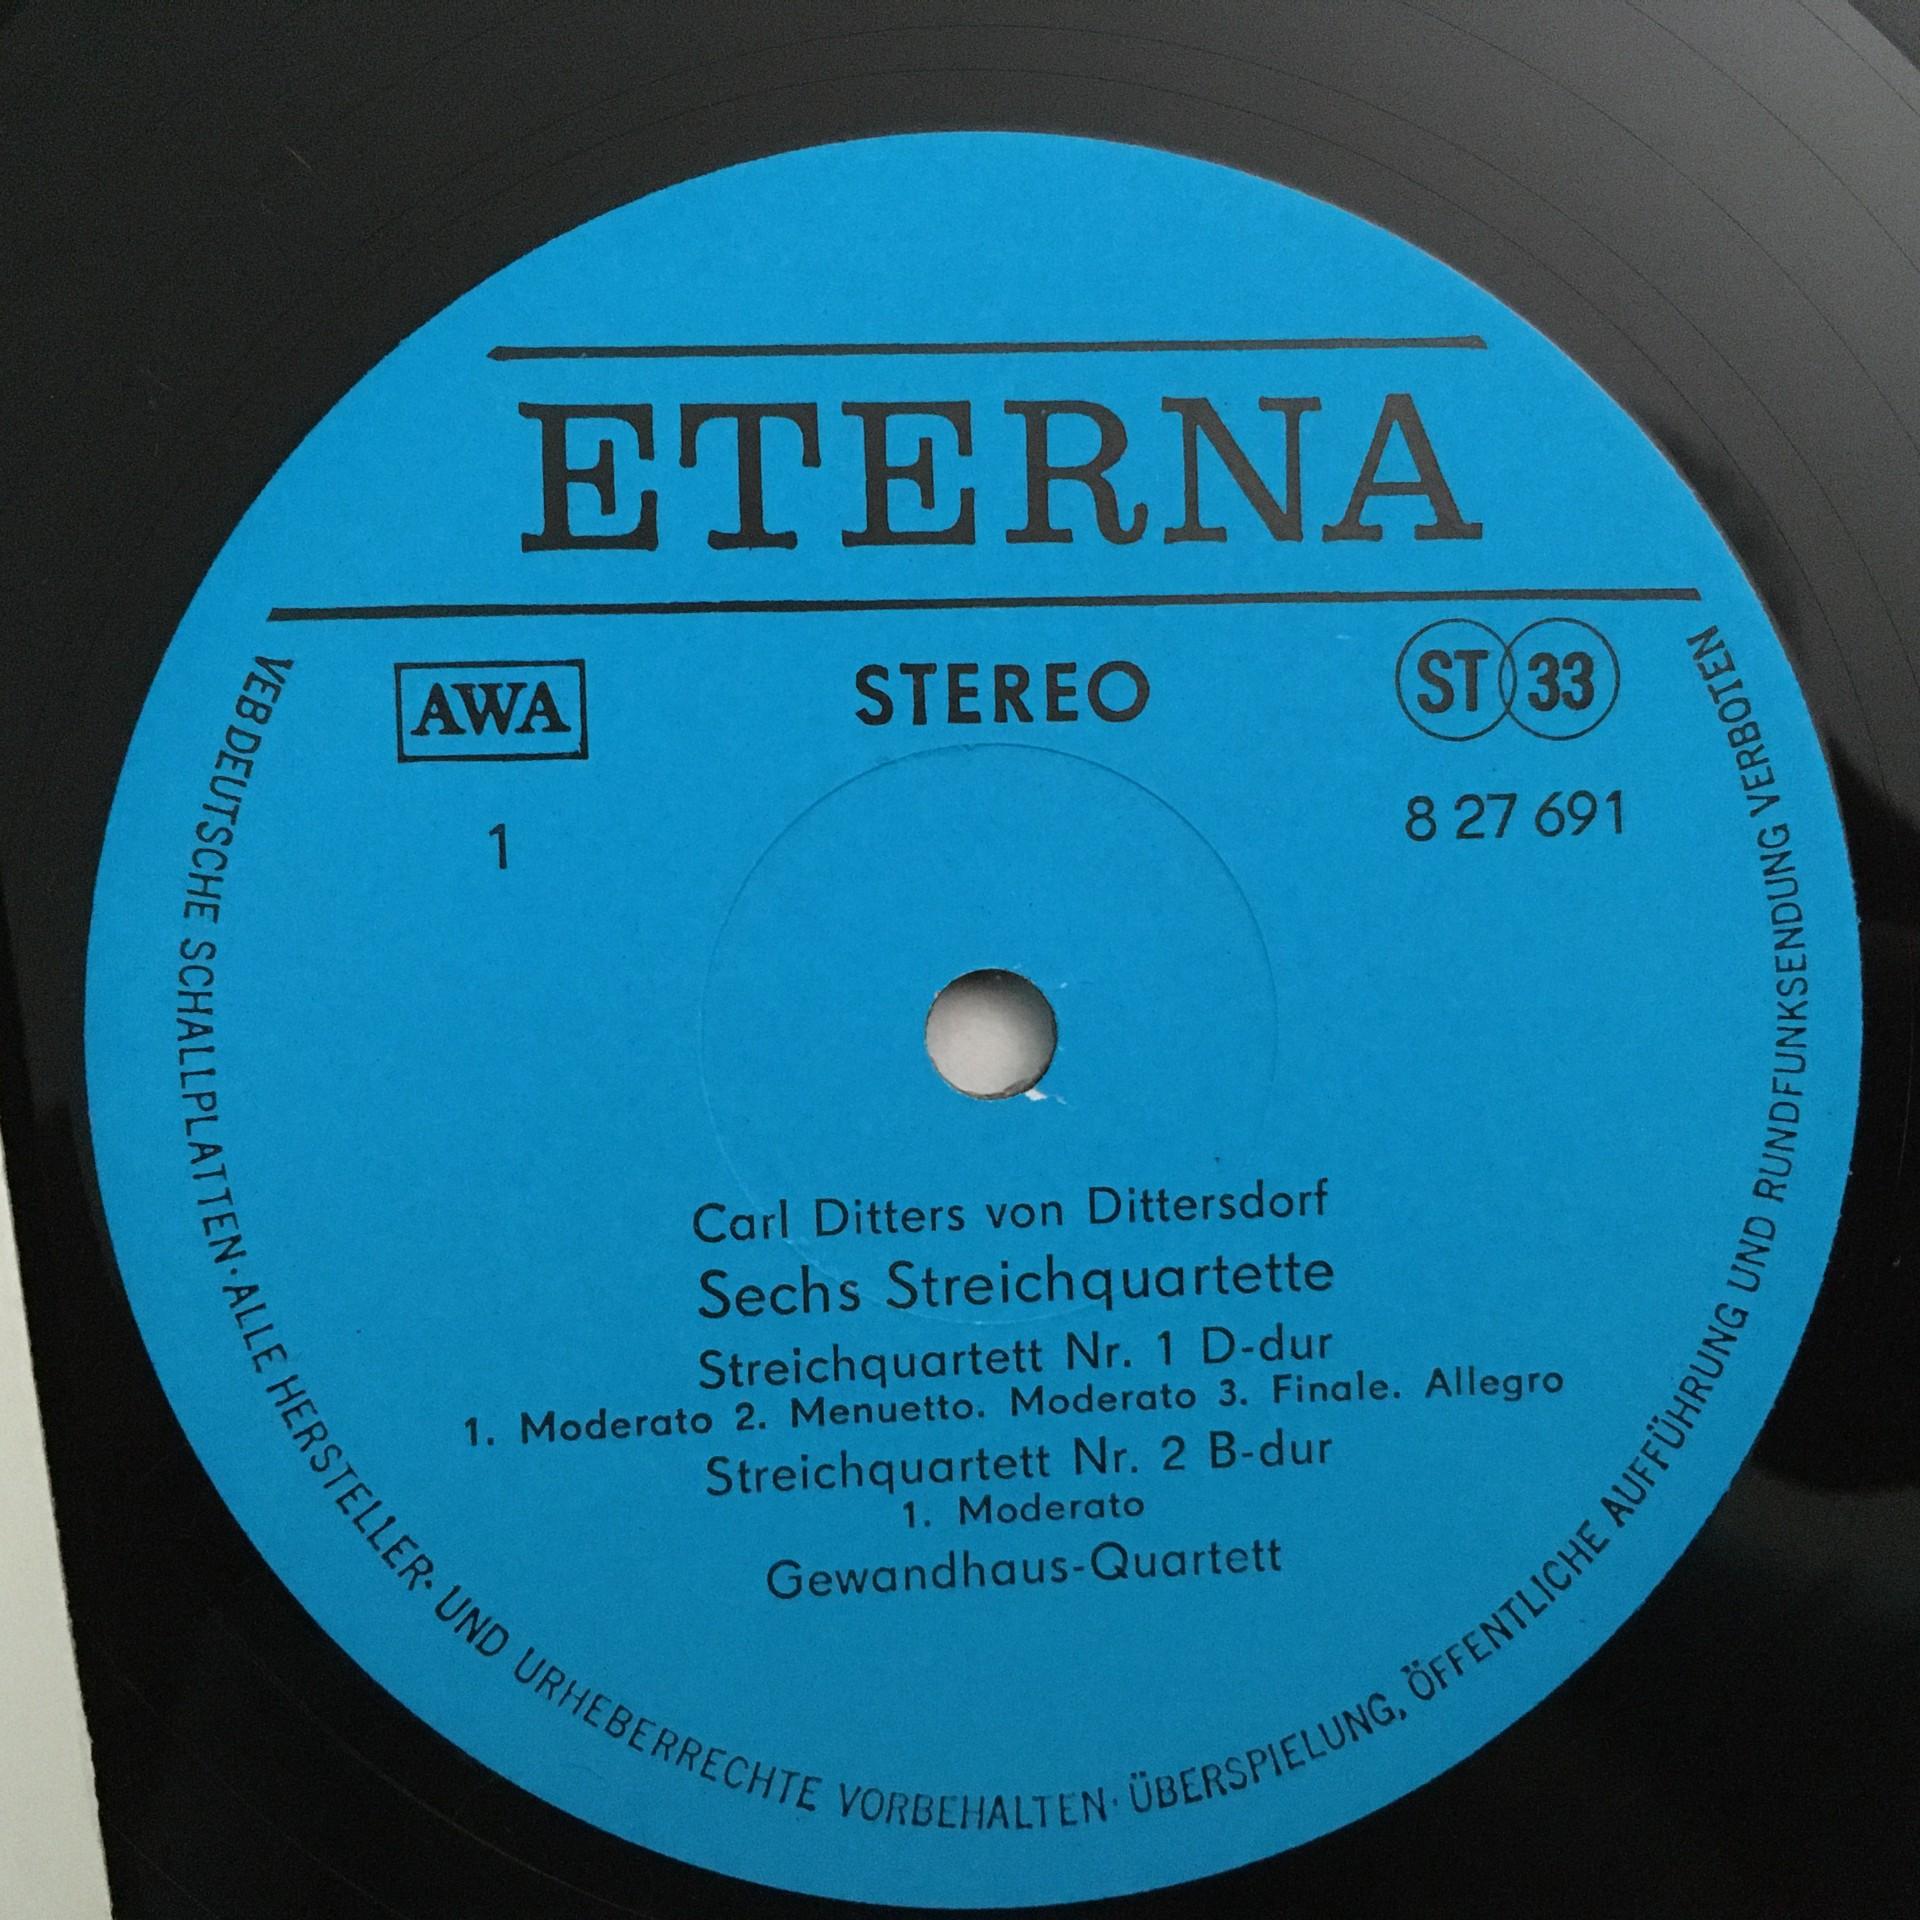 ETERNA
AWA
STEREO
ST 33
1
8 27 691
Carl Ditters von Dittersdorf
Sechs Streichquartette
Streichquartett Nr. 1 D-dur
1. Moderato 2. Menuetto. Moderato 3. Finale. Allegro
Streichquartett Nr. 2 B-dur
1. Moderato
Gewandhaus-Quartett
VEB DEUTSCHE SCHALLPLATTEN · ALLE HERSTELLER- UND URHEBERRECHTE VORBEHALTEN · ÜBERSPIELUNG, ÖFFENTLICHE AUFFÜHRUNG UND RUNDFUNKSENDUNG VERBOTEN